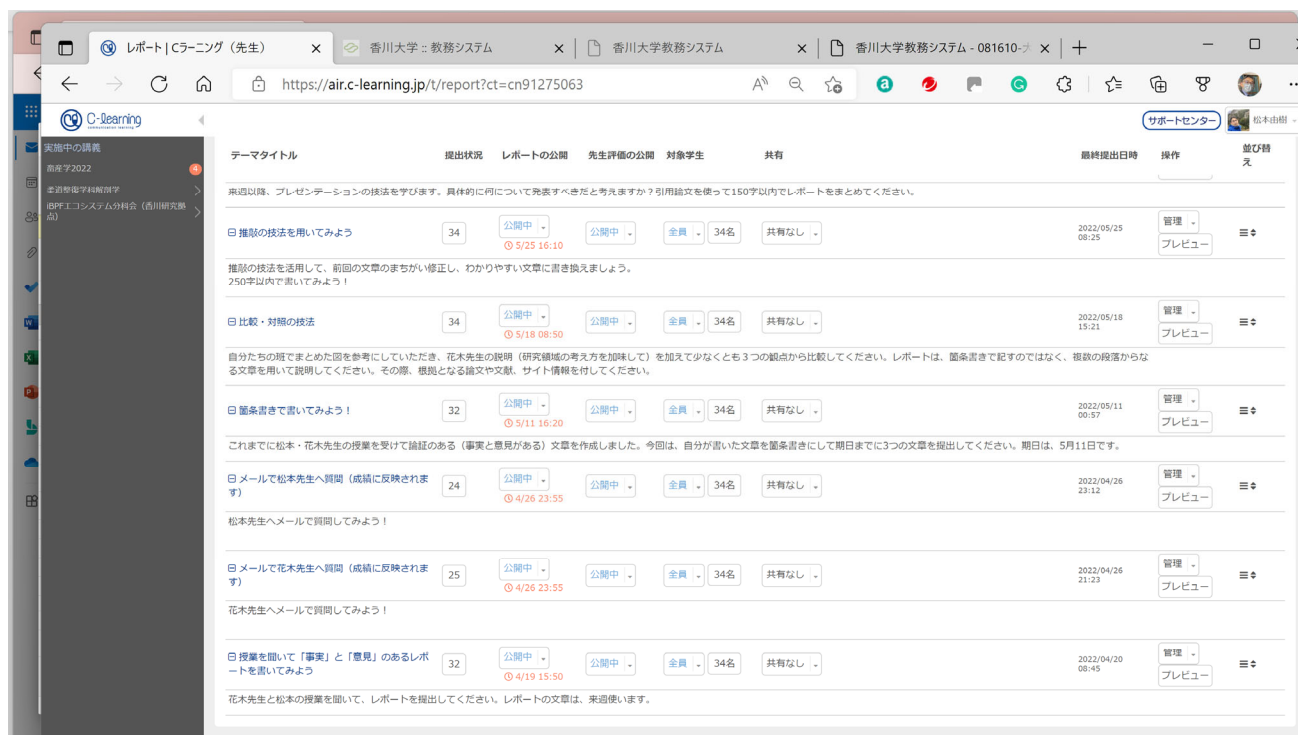 レポート | Cラーニング（先生）
香川大学 :: 教務システム
香川大学教務システム
香川大学教務システム - 081610-
https://air.c-learning.jp/t/report?ct=cn91275063
C-Learning
サポートセンター
松本由樹
実施中の講義
畜産学2022
4
柔道整復学科解剖学
iBPFエコシステム分科会（香川研究拠点）
テーマタイトル 提出状況 レポートの公開 先生評価の公開 対象学生 共有 最終提出日時 操作 並び替え
来週以降、プレゼンテーションの技法を学びます。具体的に何について発表すべきだと考えますか？引用論文を使って150字以内でレポートをまとめてください。
推敲の技法を用いてみよう 34 公開中 公開中 全員 34名 共有なし 2022/05/25 管理
5/25 16:10 08:25 プレビュー
推敲の技法を活用して、前回の文章のまちがい修正し、わかりやすい文章に書き換えましょう。
250字以内で書いてみよう！
比較・対照の技法 34 公開中 公開中 全員 34名 共有なし 2022/05/18 管理
5/18 08:50 15:21 プレビュー
自分たちの班でまとめた図を参考にしていただき、花木先生の説明（研究領域の考え方を加味して）を加えて少なくとも３つの観点から比較してください。レポートは、箇条書きで記すのではなく、複数の段落からな
る文章を用いて説明してください。その際、根拠となる論文や文献、サイト情報を付してください。
箇条書きで書いてみよう！ 32 公開中 公開中 全員 34名 共有なし 2022/05/11 管理
5/11 16:20 00:57 プレビュー
これまでに松本・花木先生の授業を受けて論証のある（事実と意見がある）文章を作成しました。今回は、自分が書いた文章を箇条書きにして期日までに3つの文章を提出してください。期日は、5月11日です。
メールで松本先生へ質問（成績に反映されま 24 公開中 公開中 全員 34名 共有なし 2022/04/26 管理
す） 4/26 23:55 23:12 プレビュー
松本先生へメールで質問してみよう！
メールで花木先生へ質問（成績に反映されま 25 公開中 公開中 全員 34名 共有なし 2022/04/26 管理
す） 4/26 23:55 21:23 プレビュー
花木先生へメールで質問してみよう！
授業を聞いて「事実」と「意見」のあるレポ 32 公開中 公開中 全員 34名 共有なし 2022/04/20 管理
ートを書いてみよう 4/19 15:50 08:45 プレビュー
花木先生と松本の授業を聞いて、レポートを提出してください。レポートの文章は、来週使います。